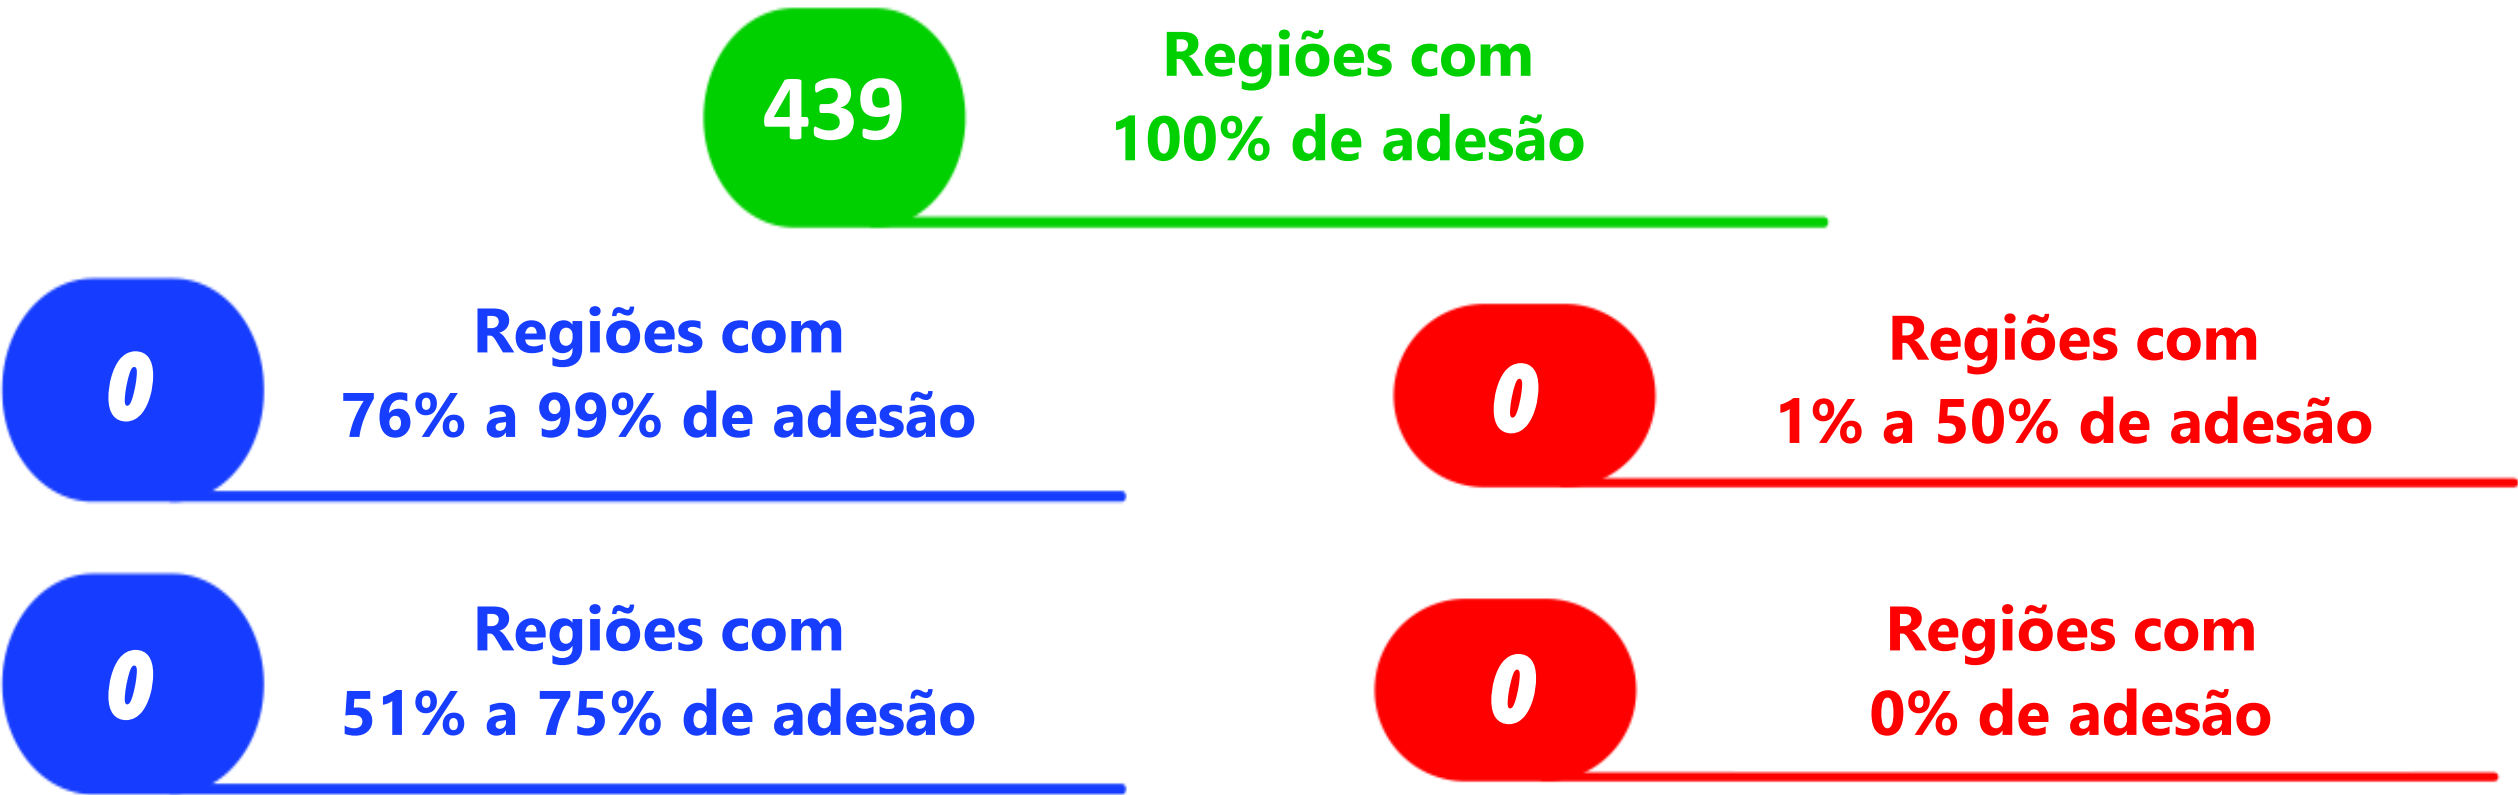 439
Regiões com
100% de adesão
0
Regiões com
76% a 99% de adesão
0
Regiões com
1% a 50% de adesão
0
Regiões com
51% a 75% de adesão
0
Regiões com
0% de adesão